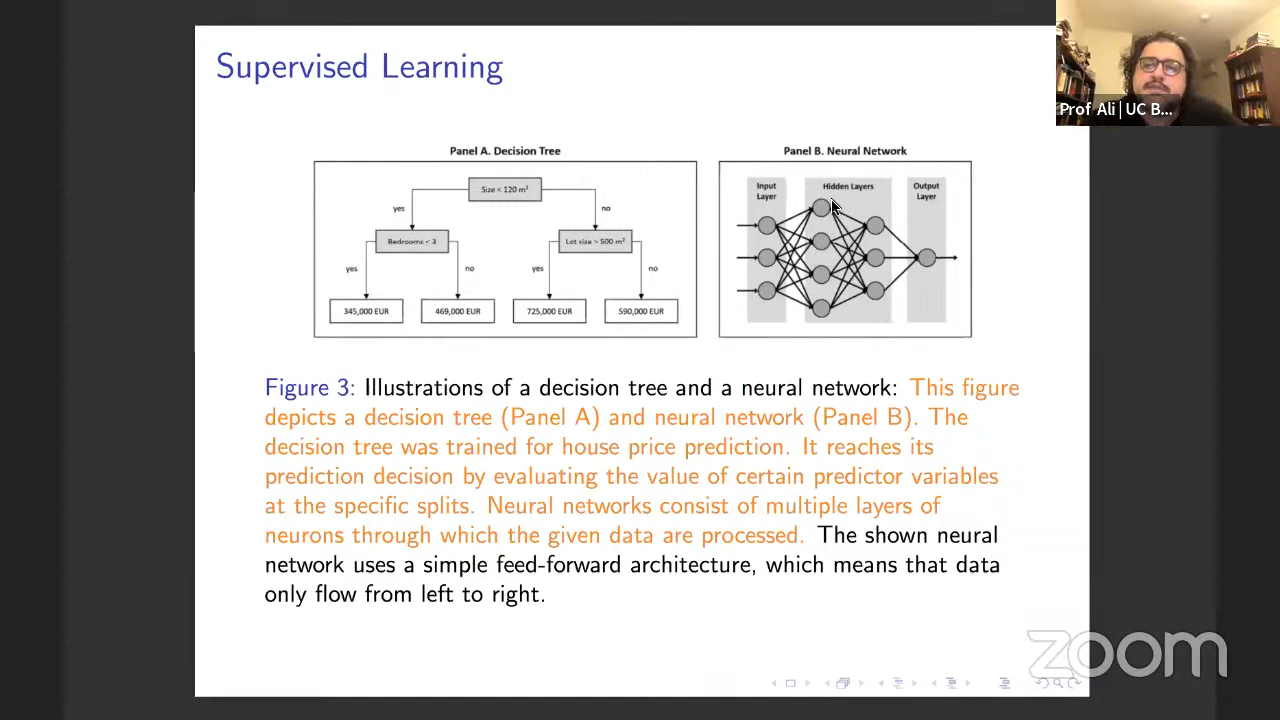 Supervised Learning
Prof Ali | UC B...
Panel A. Decision Tree
Size < 120 m²
yes
no
Bedrooms < 3
Lot size > 500 m²
yes
no
yes
no
345,000 EUR
469,000 EUR
725,000 EUR
590,000 EUR
Panel B. Neural Network
Input
Layer
Hidden Layers
Output
Layer
Figure 3: Illustrations of a decision tree and a neural network: This figure
depicts a decision tree (Panel A) and neural network (Panel B). The
decision tree was trained for house price prediction. It reaches its
prediction decision by evaluating the value of certain predictor variables
at the specific splits. Neural networks consist of multiple layers of
neurons through which the given data are processed. The shown neural
network uses a simple feed-forward architecture, which means that data
only flow from left to right.
zoom